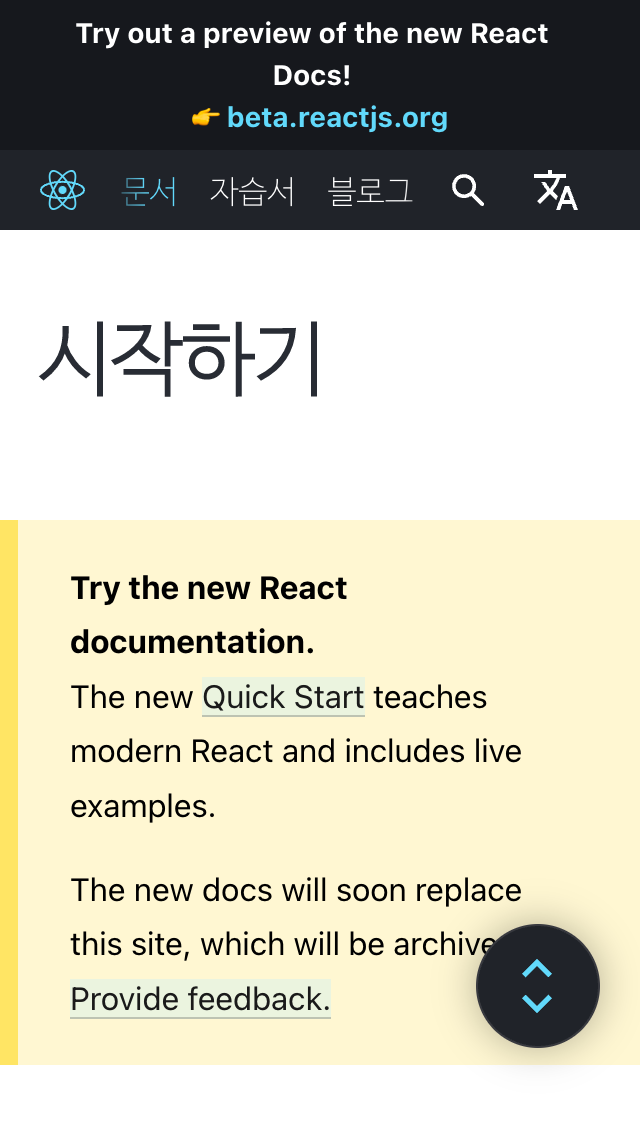 Try out a preview of the new React
Docs!
👉 beta.reactjs.org
문서 자습서 블로그
시작하기
Try the new React
documentation.
The new Quick Start teaches
modern React and includes live
examples.
The new docs will soon replace
this site, which will be
Provide feedback.